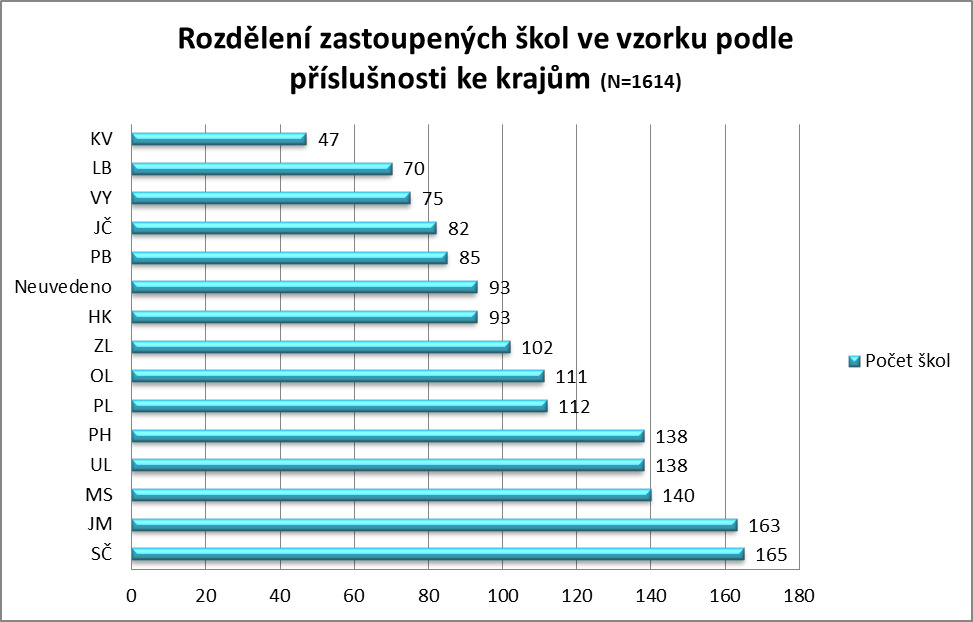 Rozdělení zastoupených škol ve vzorku podle
příslušnosti ke krajům (N=1614)
KV 47
LB 70
VY 75
JČ 82
PB 85
Neuvedeno 93
HK 93
ZL 102
OL 111
PL 112
PH 138
UL 138
MS 140
JM 163
SČ 165
Počet škol
0 20 40 60 80 100 120 140 160 180